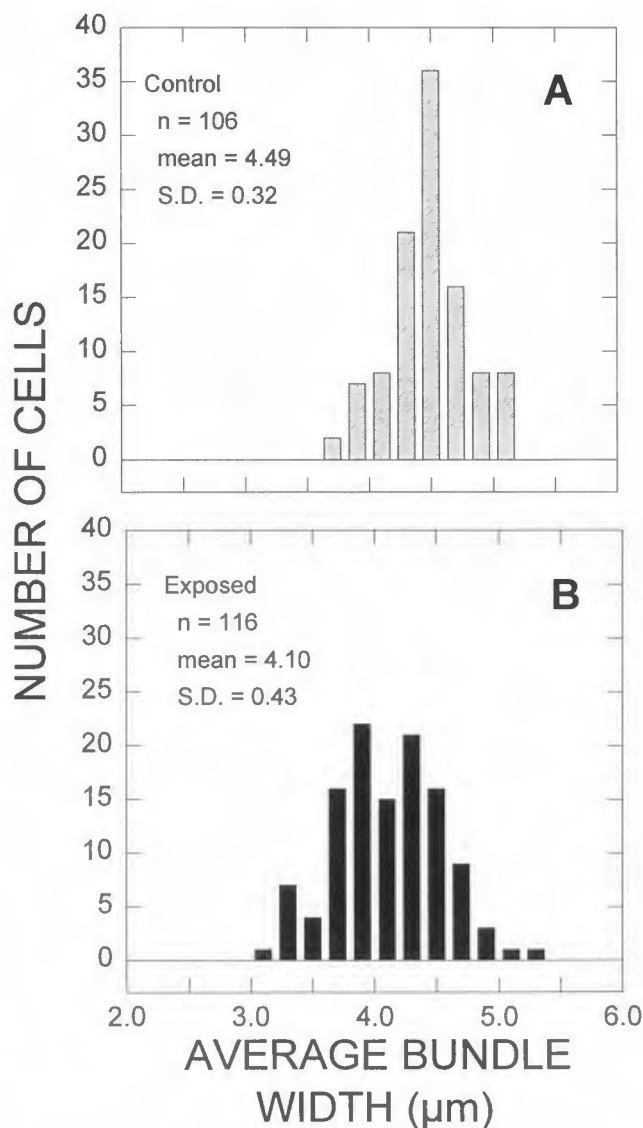 NUMBER OF CELLS
40
35
30
25
20
15
10
5
0
Control
n = 106
mean = 4.49
S.D. = 0.32
A
40
35
30
25
20
15
10
5
0
Exposed
n = 116
mean = 4.10
S.D. = 0.43
B
2.0 3.0 4.0 5.0 6.0
AVERAGE BUNDLE
WIDTH (μm)